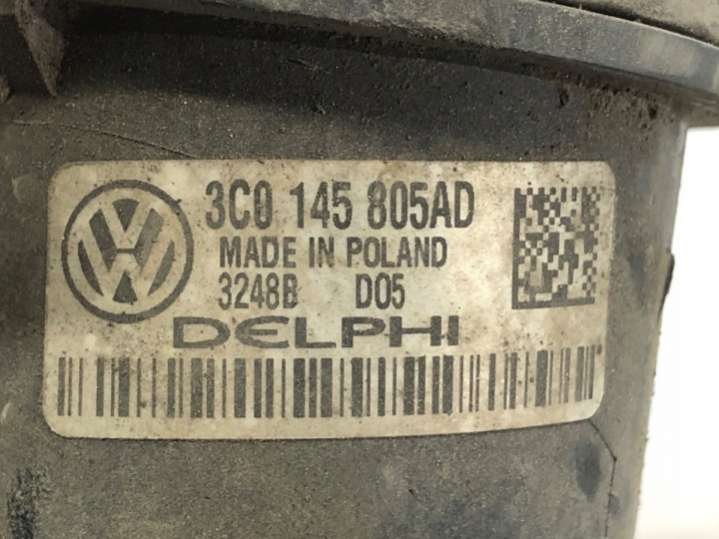 3C0 145 805AD
MADE IN POLAND
3248B D05
DELPHI